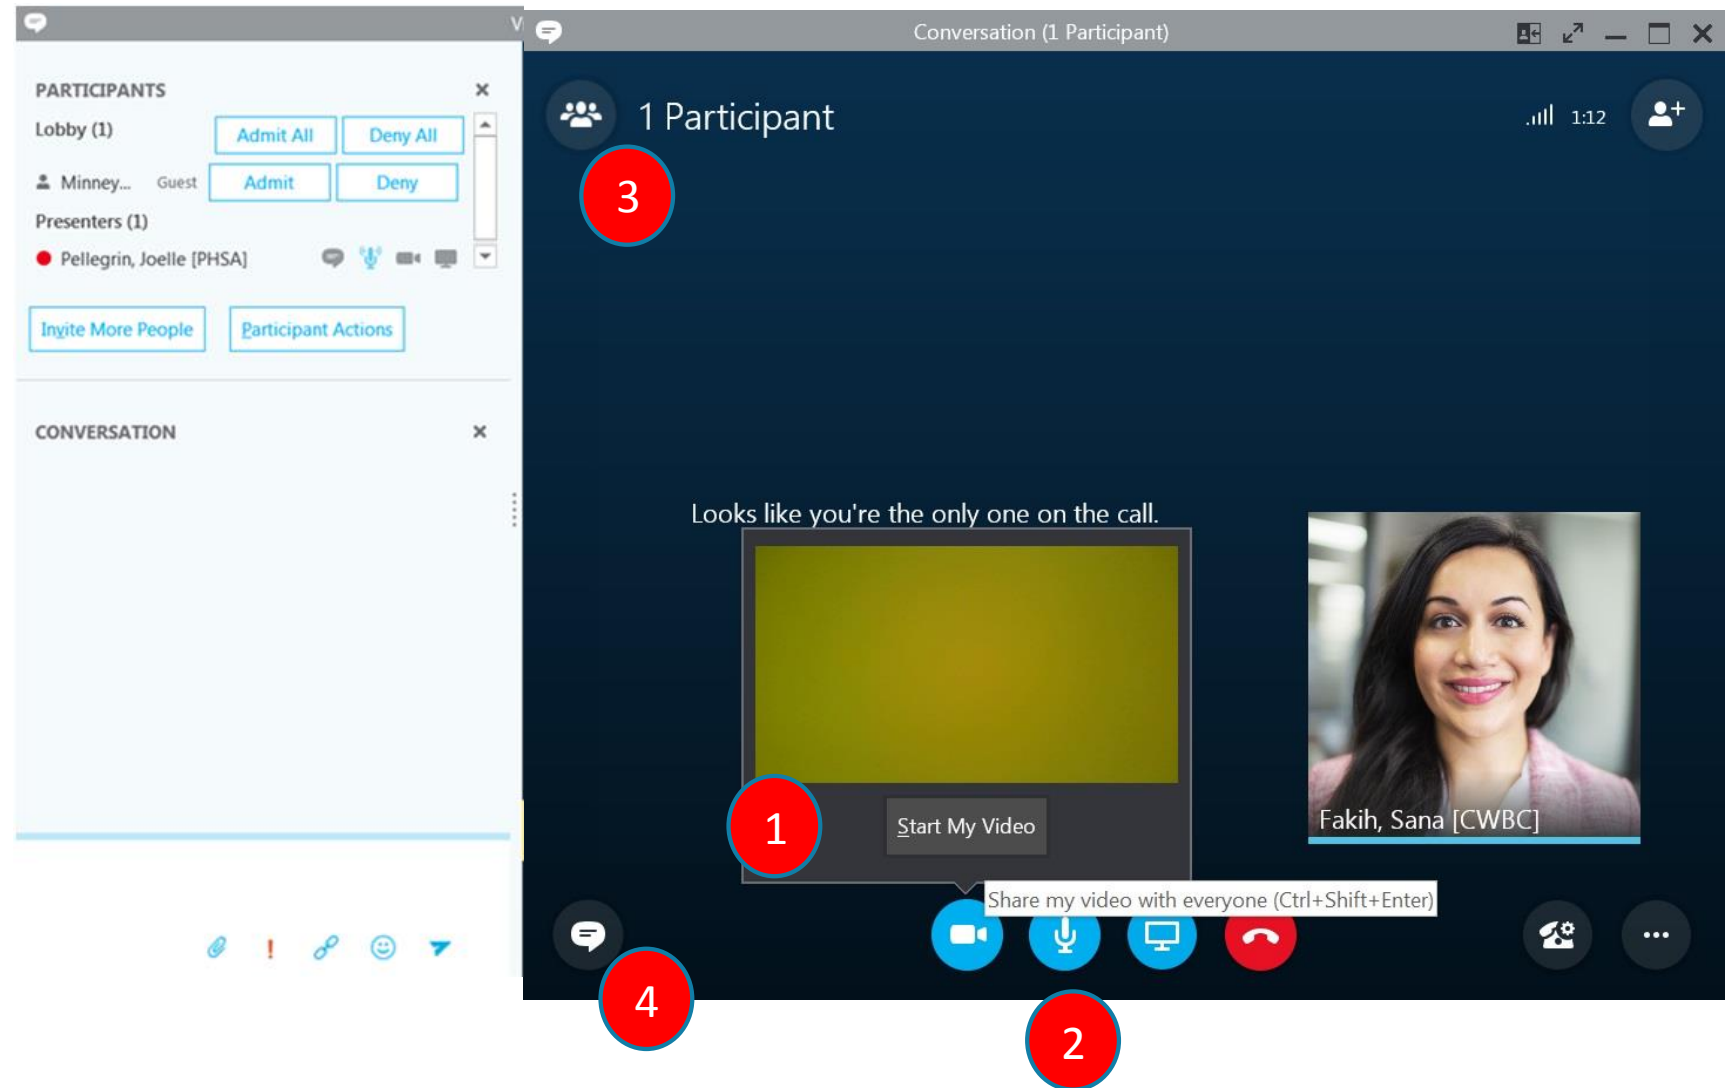 Conversation (1 Participant)
PARTICIPANTS
Lobby (1) Admit All Deny All
Minney... Guest Admit Deny
Presenters (1)
Pellegrin, Joelle [PHSA]
Invite More People Participant Actions
CONVERSATION
1 Participant
1:12
3
Looks like you're the only one on the call.
1
Start My Video
Fakih, Sana [CWBC]
Share my video with everyone (Ctrl+Shift+Enter)
4
2